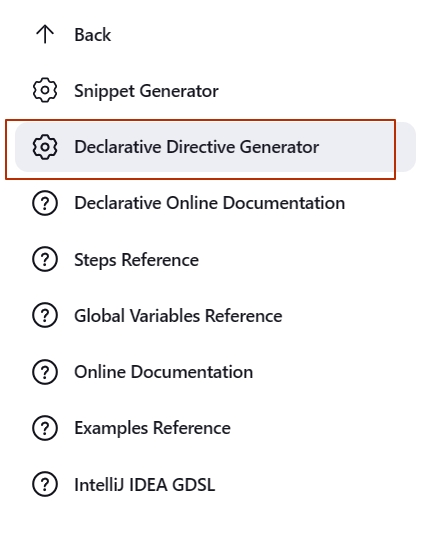 Back
Snippet Generator
Declarative Directive Generator
Declarative Online Documentation
Steps Reference
Global Variables Reference
Online Documentation
Examples Reference
IntelliJ IDEA GDSL